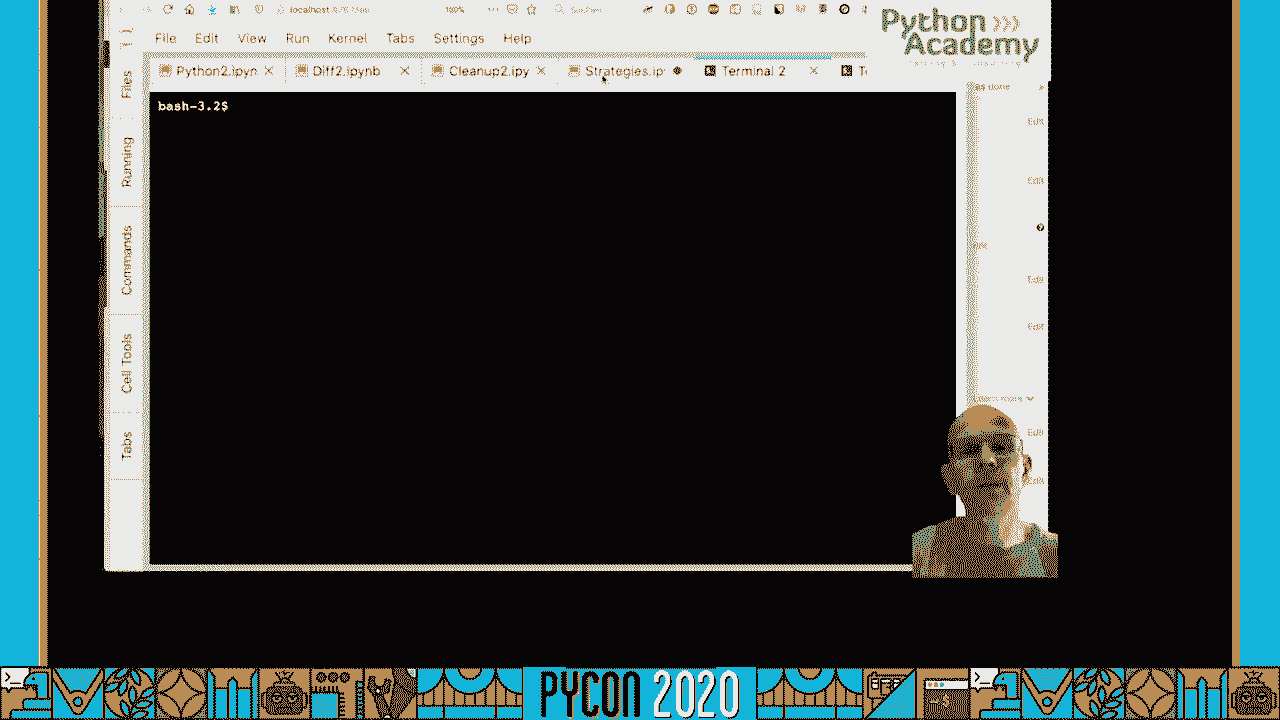 localhost
180%
Suchen
Python
Academy
File Edit View Run Kernel Tabs Settings Help
Python2.ipyn
Diff2.ipynb
Cleanup2.ipy
Strategies.ip
Terminal 2
Files
Running
Commands
Cell Tools
Tabs
bash-3.2$
Edit
Edit
Edit
Edit
Edit
Edit
PYCON 2020